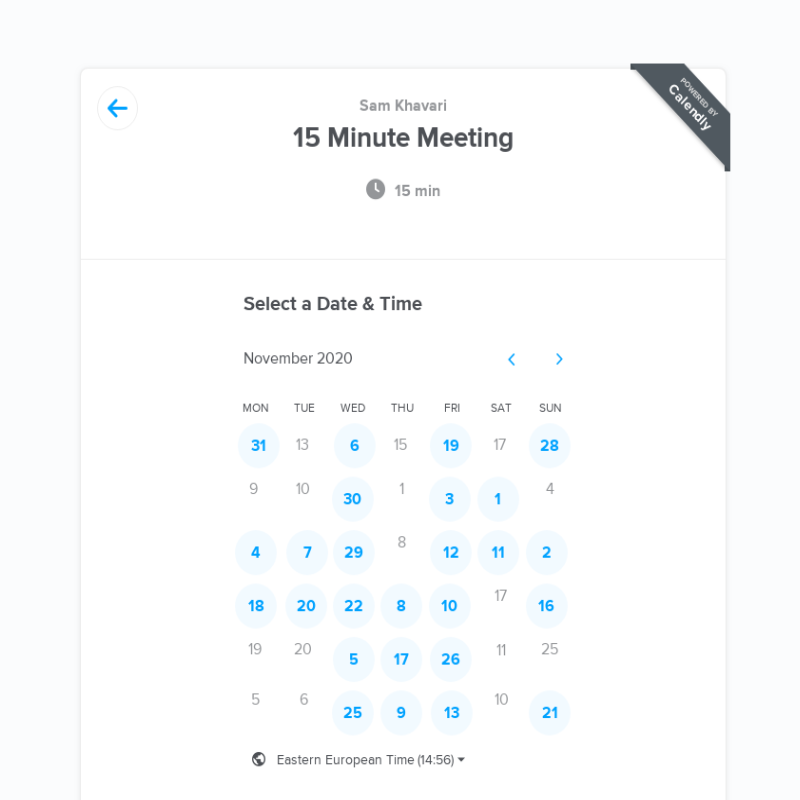 Sam Khavari
15 Minute Meeting
15 min
POWERED BY
Calendly
Select a Date & Time
November 2020
MON TUE WED THU FRI SAT SUN
31 13 6 15 19 17 28
9 10 30 1 3 1 4
4 7 29 8 12 11 2
18 20 22 8 10 17 16
19 20 5 17 26 11 25
5 6 25 9 13 10 21
Eastern European Time (14:56)